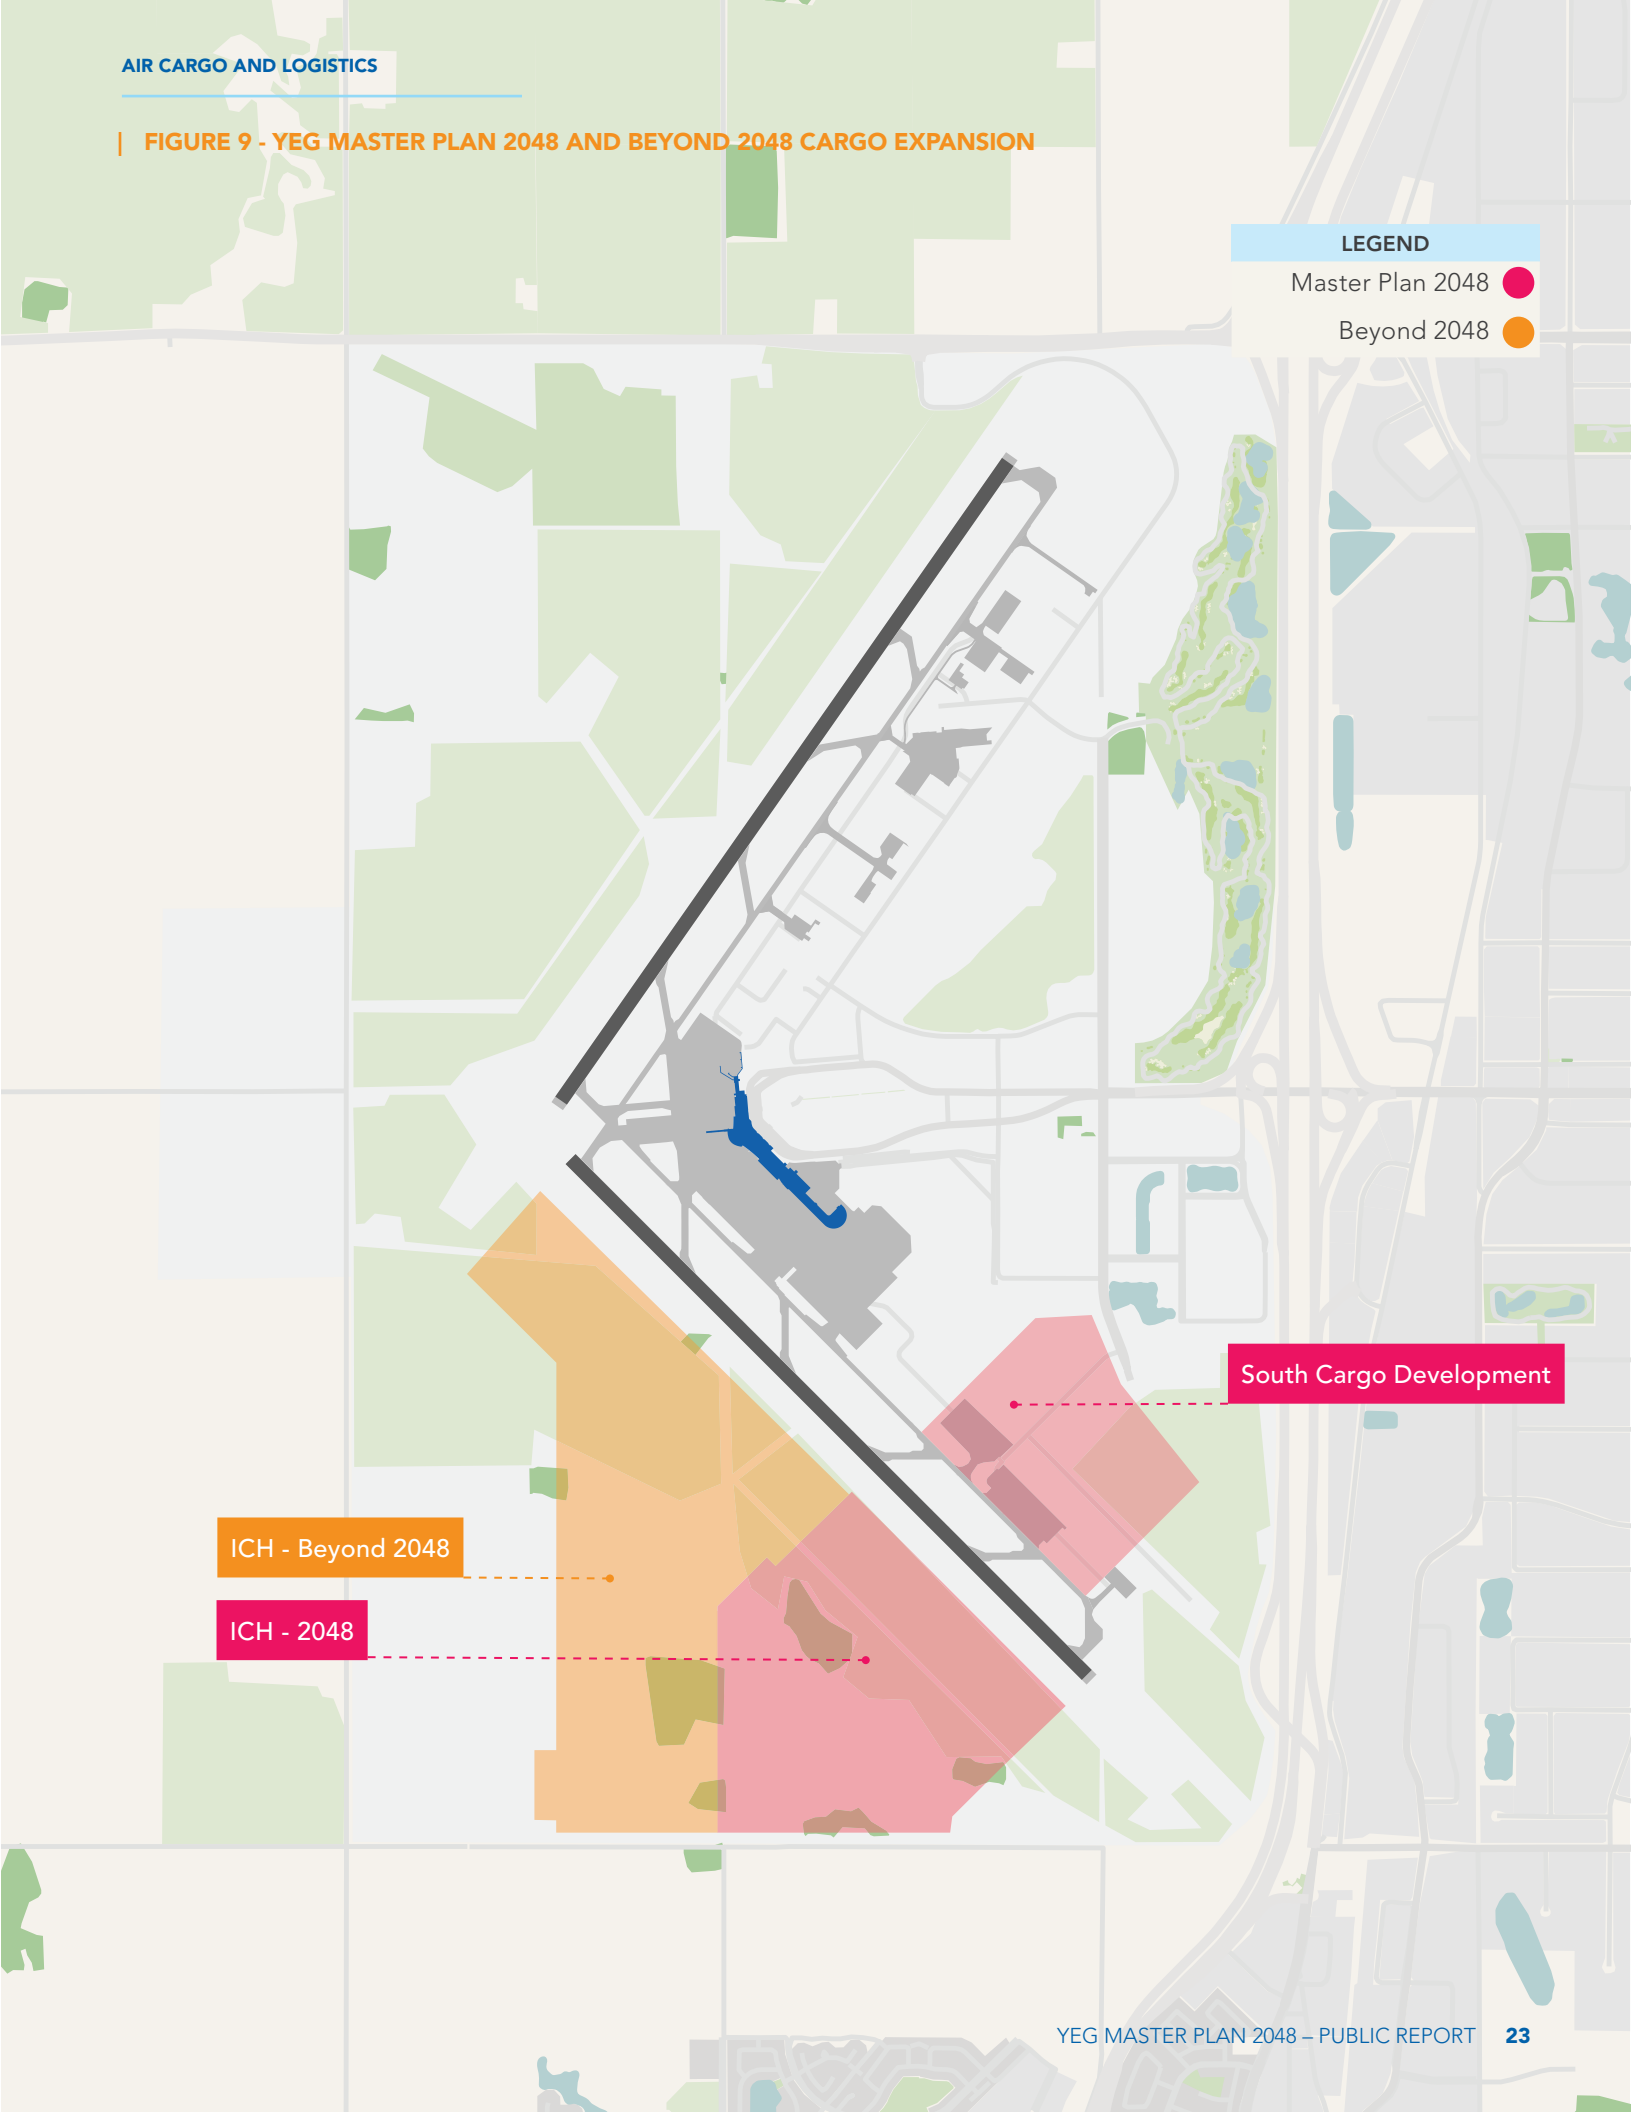 AIR CARGO AND LOGISTICS
| FIGURE 9 - YEG MASTER PLAN 2048 AND BEYOND 2048 CARGO EXPANSION
LEGEND
Master Plan 2048
Beyond 2048
South Cargo Development
ICH - Beyond 2048
ICH - 2048
YEG MASTER PLAN 2048 – PUBLIC REPORT 23